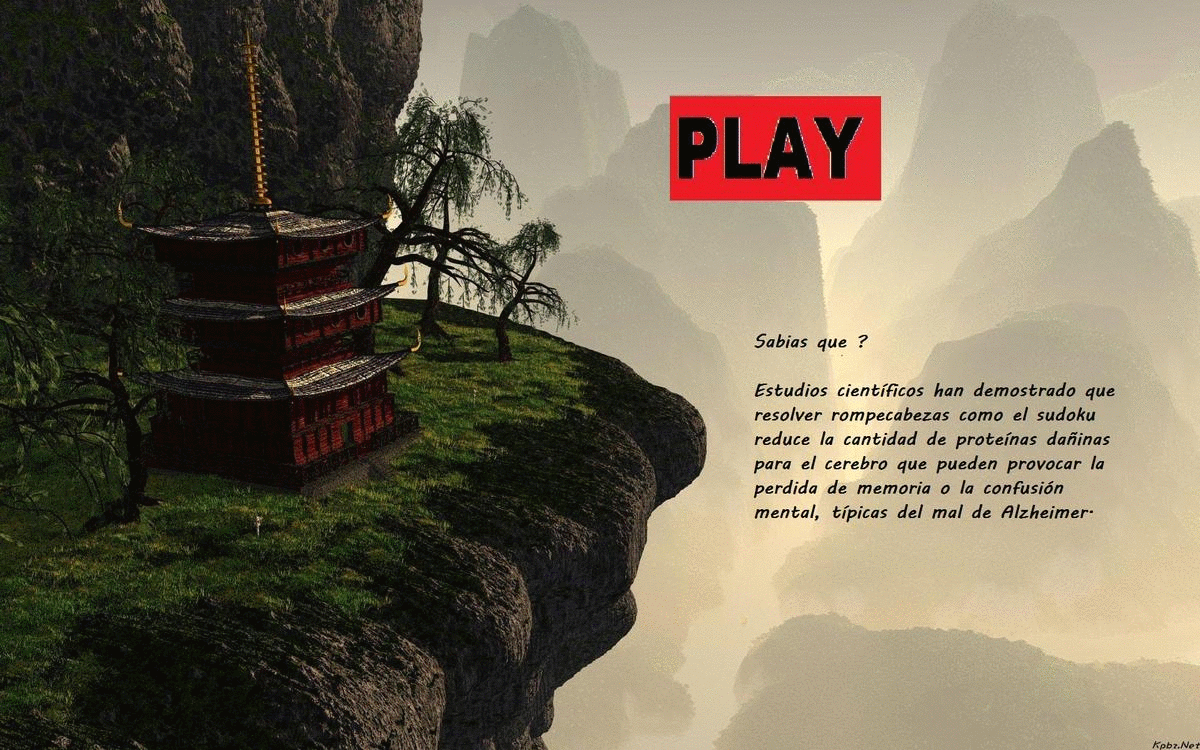 PLAY
Sabias que ?
Estudios científicos han demostrado que
resolver rompecabezas como el sudoku
reduce la cantidad de proteínas dañinas
para el cerebro que pueden provocar la
perdida de memoria o la confusión
mental, típicas del mal de Alzheimer.
Kpbz.Net